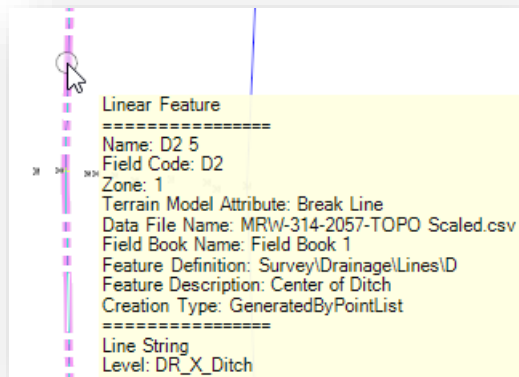 Linear Feature
================
Name: D2 5
Field Code: D2
Zone: 1
Terrain Model Attribute: Break Line
Data File Name: MRW-314-2057-TOPO Scaled.csv
Field Book Name: Field Book 1
Feature Definition: Survey\Drainage\Lines\D
Feature Description: Center of Ditch
Creation Type: GeneratedByPointList
================
Line String
Level: DR_X_Ditch